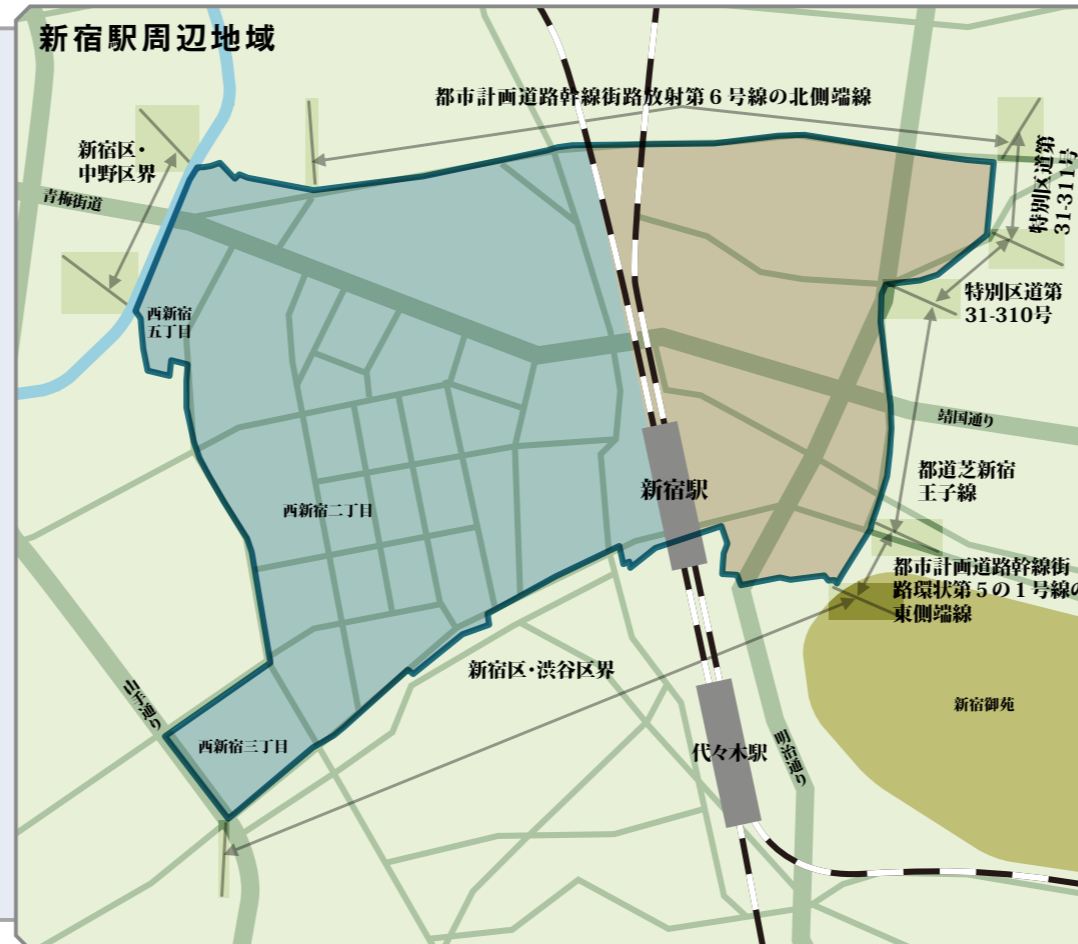 新宿駅周辺地域
都市計画道路幹線街路放射第6号線の北側端線
新宿区・
中野区界
青梅街道
特別区道第
31-311号
特別区道第
31-310号
西新宿
五丁目
靖国通り
都道芝新宿
王子線
新宿駅
西新宿二丁目
都市計画道路幹線街
路環状第5の1号線の
東側端線
新宿区・渋谷区界
山手通り
西新宿三丁目
新宿御苑
代々木駅
明治通り